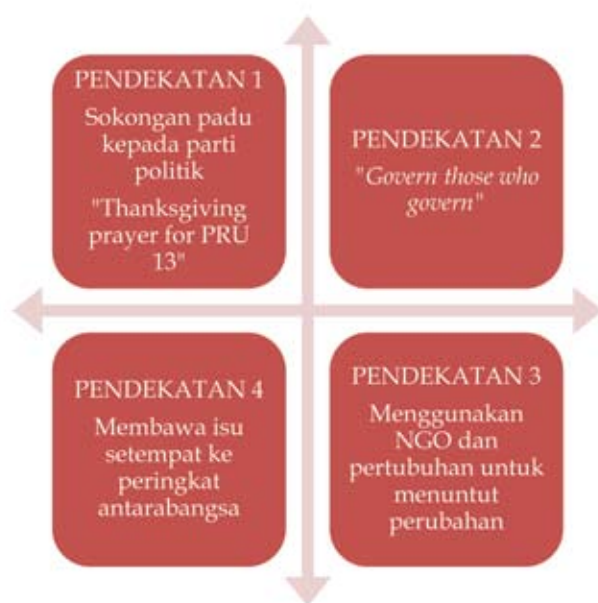 PENDEKATAN 1
Sokongan padu
kepada parti
politik
"Thanksgiving
prayer for PRU
13"
PENDEKATAN 2
"Govern those who
govern"
PENDEKATAN 4
Membawa isu
setempat ke
peringkat
antarabangsa
PENDEKATAN 3
Menggunakan
NGO dan
pertubuhan untuk
menuntut
perubahan